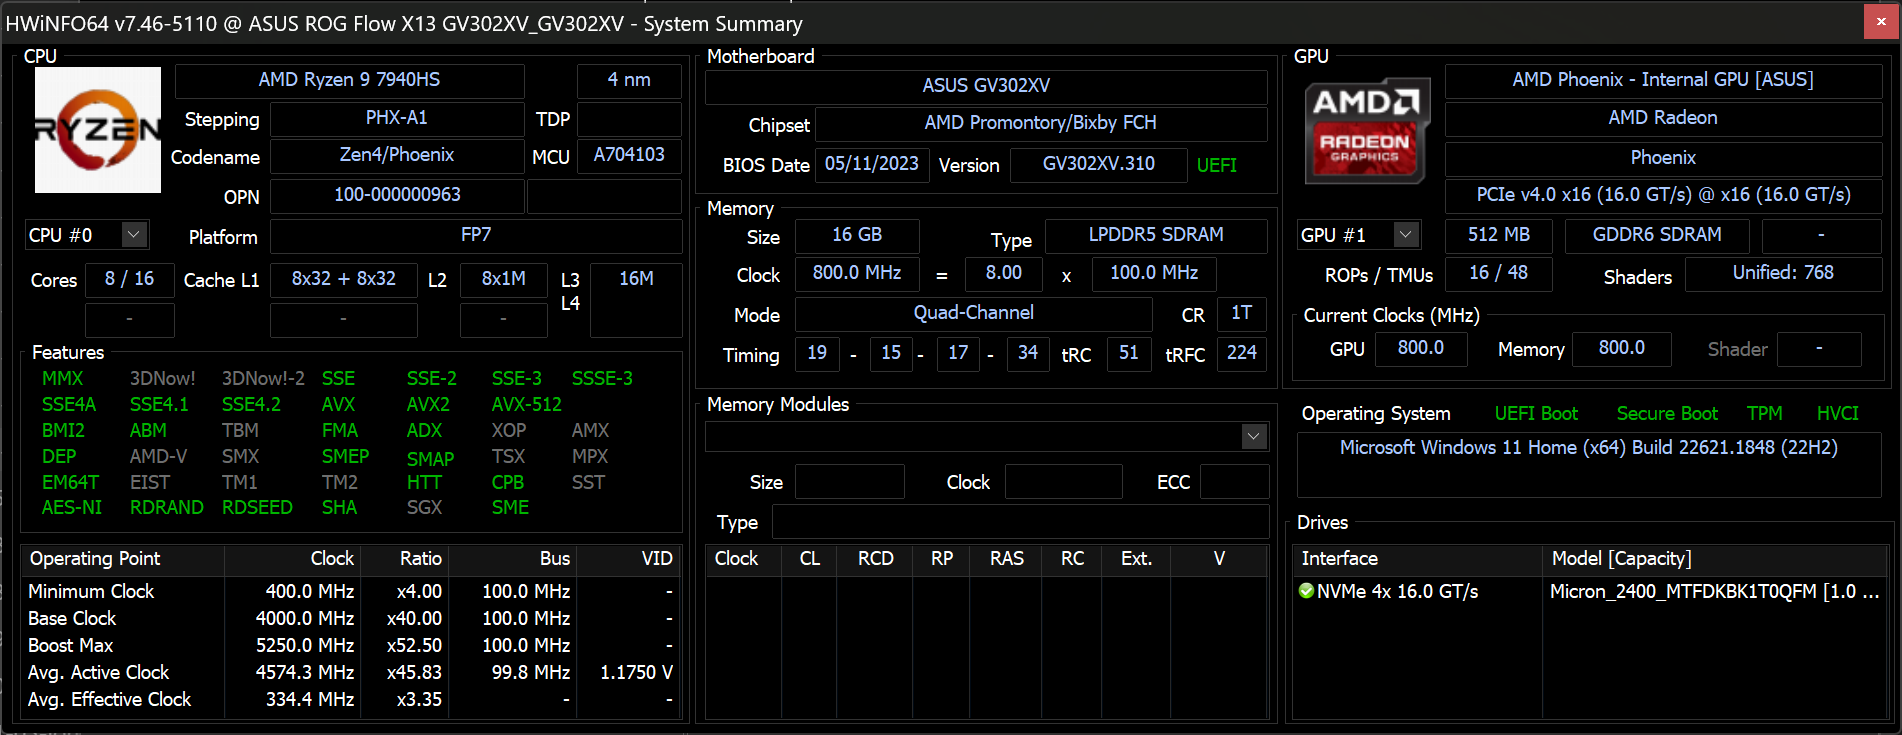 HWiNFO64 v7.46-5110 @ ASUS ROG Flow X13 GV302XV_GV302XV - System Summary
CPU
RYZEN
AMD Ryzen 9 7940HS 4 nm
Stepping PHX-A1 TDP
Codename Zen4/Phoenix MCU A704103
OPN 100-000000963
CPU #0 Platform FP7
Cores 8 / 16 Cache L1 8x32 + 8x32 L2 8x1M L3 16M
L4
- - -
Features
MMX 3DNow! 3DNow!-2 SSE SSE-2 SSE-3 SSSE-3
SSE4A SSE4.1 SSE4.2 AVX AVX2 AVX-512
BMI2 ABM TBM FMA ADX XOP AMX
DEP AMD-V SMX SMEP SMAP TSX MPX
EM64T EIST TM1 TM2 HTT CPB SST
AES-NI RDRAND RDSEED SHA SGX SME
Operating Point Clock Ratio Bus VID
Minimum Clock 400.0 MHz x4.00 100.0 MHz -
Base Clock 4000.0 MHz x40.00 100.0 MHz -
Boost Max 5250.0 MHz x52.50 100.0 MHz -
Avg. Active Clock 4574.3 MHz x45.83 99.8 MHz 1.1750 V
Avg. Effective Clock 334.4 MHz x3.35 - -
Motherboard
ASUS GV302XV
Chipset AMD Promontory/Bixby FCH
BIOS Date 05/11/2023 Version GV302XV.310 UEFI
Memory
Size 16 GB Type LPDDR5 SDRAM
Clock 800.0 MHz = 8.00 x 100.0 MHz
Mode Quad-Channel CR 1T
Timing 19 - 15 - 17 - 34 tRC 51 tRFC 224
Memory Modules
Size Clock ECC
Type
Clock CL RCD RP RAS RC Ext. V
GPU
AMD
RADEON
GRAPHICS
AMD Phoenix - Internal GPU [ASUS]
AMD Radeon
Phoenix
PCIe v4.0 x16 (16.0 GT/s) @ x16 (16.0 GT/s)
GPU #1 512 MB GDDR6 SDRAM -
ROPs / TMUs 16 / 48 Shaders Unified: 768
Current Clocks (MHz)
GPU 800.0 Memory 800.0 Shader -
Operating System UEFI Boot Secure Boot TPM HVCI
Microsoft Windows 11 Home (x64) Build 22621.1848 (22H2)
Drives
Interface Model [Capacity]
NVMe 4x 16.0 GT/s Micron_2400_MTFDKBK1T0QFM [1.0 ...